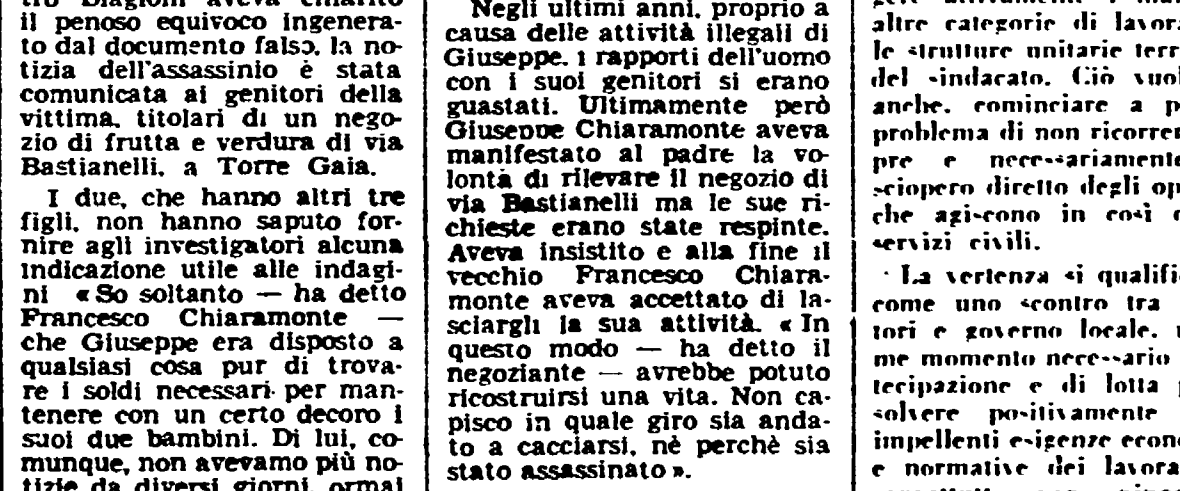 il penoso equivoco ingenera-
to dal documento falso, la no-
tizia dell'assassinio è stata
comunicata ai genitori della
vittima, titolari di un nego-
zio di frutta e verdura di via
Bastianelli, a Torre Gaia.
I due, che hanno altri tre
figli, non hanno saputo for-
nire agli investigatori alcuna
indicazione utile alle indagi-
ni «So soltanto — ha detto
Francesco Chiaramonte —
che Giuseppe era disposto a
qualsiasi cosa pur di trova-
re i soldi necessari per man-
tenere con un certo decoro i
suoi due bambini. Di lui, co-
munque, non avevamo più no-
tizie da diversi giorni, ormai
Negli ultimi anni, proprio a
causa delle attività illegali di
Giuseppe, i rapporti dell'uomo
con i suoi genitori si erano
guastati. Ultimamente però
Giuseppe Chiaramonte aveva
manifestato al padre la vo-
lontà di rilevare il negozio di
via Bastianelli ma le sue ri-
chieste erano state respinte.
Aveva insistito e alla fine il
vecchio Francesco Chiara-
monte aveva accettato di la-
sciargli la sua attività. «In
questo modo — ha detto il
negoziante — avrebbe potuto
ricostruirsi una vita. Non ca-
pisco in quale giro sia anda-
to a cacciarsi, nè perchè sia
stato assassinato».
altre categorie di lavora
le strutture unitarie terr
del sindacato. Ciò vuol
anche, cominciare a p
problema di non ricorrer
pre e necessariamente
sciopero diretto degli op
che agiscono in così
servizi civili.
La vertenza si qualific
come uno scontro tra
tori e governo locale,
me momento necessario
tecipazione e di lotta
solvere positivamente
impellenti esigenze econ
e normative dei lavora